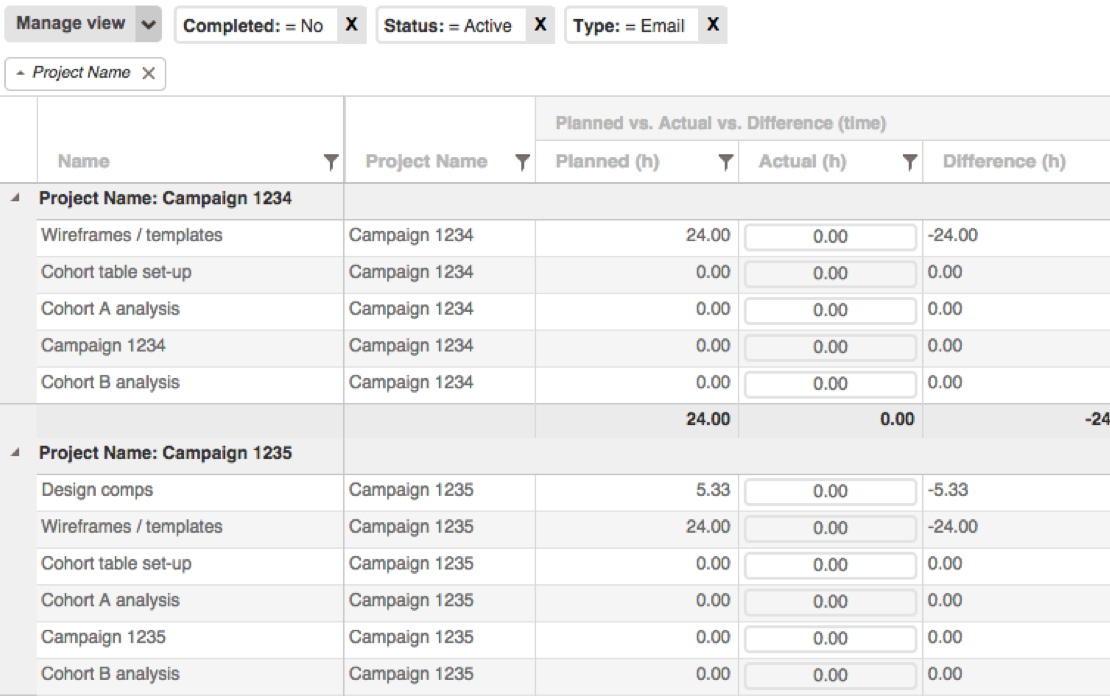 Manage view Completed: = No X Status: = Active X Type: = Email X
Project Name
Planned vs. Actual vs. Difference (time)
Name Project Name Planned (h) Actual (h) Difference (h)
Project Name: Campaign 1234
Wireframes / templates Campaign 1234 24.00 0.00 -24.00
Cohort table set-up Campaign 1234 0.00 0.00 0.00
Cohort A analysis Campaign 1234 0.00 0.00 0.00
Campaign 1234 Campaign 1234 0.00 0.00 0.00
Cohort B analysis Campaign 1234 0.00 0.00 0.00
24.00 0.00 -24
Project Name: Campaign 1235
Design comps Campaign 1235 5.33 0.00 -5.33
Wireframes / templates Campaign 1235 24.00 0.00 -24.00
Cohort table set-up Campaign 1235 0.00 0.00 0.00
Cohort A analysis Campaign 1235 0.00 0.00 0.00
Campaign 1235 Campaign 1235 0.00 0.00 0.00
Cohort B analysis Campaign 1235 0.00 0.00 0.00